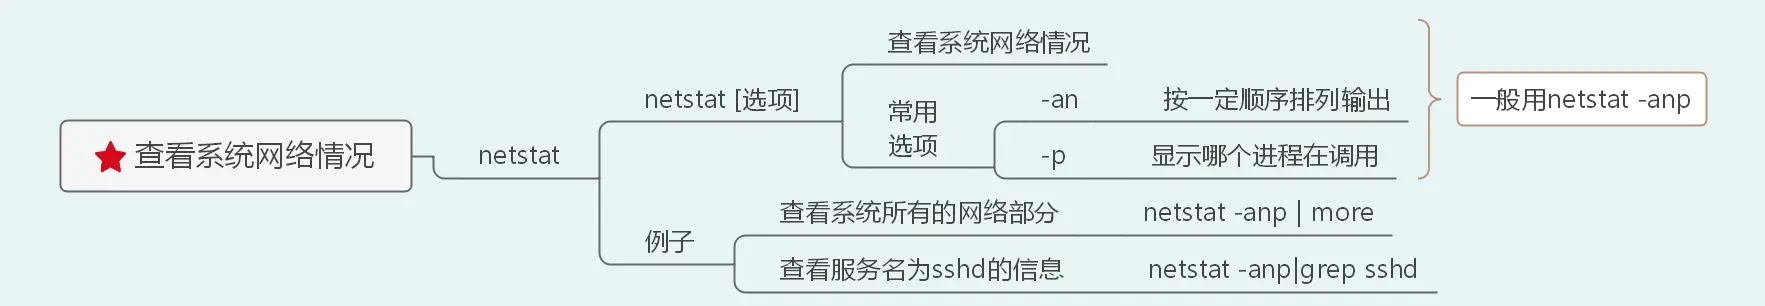 查看系统网络情况
netstat
netstat [选项]
查看系统网络情况
常用
选项
-an 按一定顺序排列输出
-p 显示哪个进程在调用
一般用netstat -anp
例子
查看系统所有的网络部分 netstat -anp | more
查看服务名为sshd的信息 netstat -anp|grep sshd